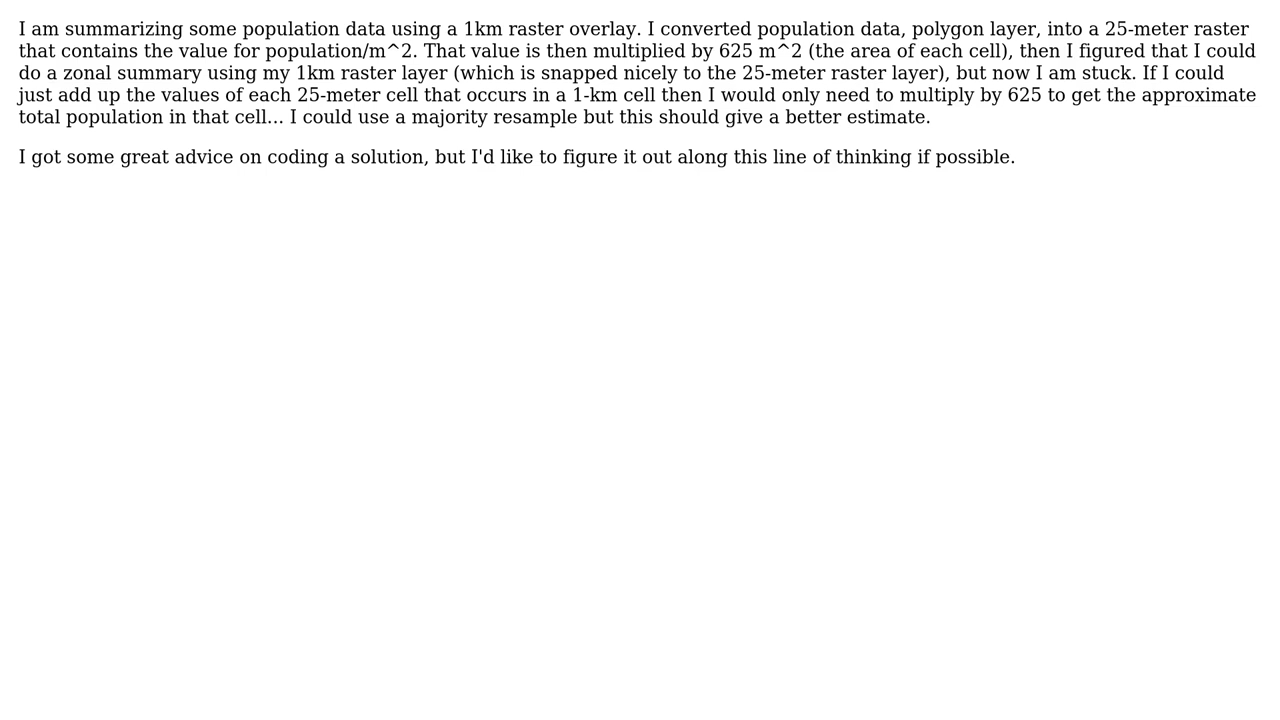 I am summarizing some population data using a 1km raster overlay. I converted population data, polygon layer, into a 25-meter raster
that contains the value for population/m^2. That value is then multiplied by 625 m^2 (the area of each cell), then I figured that I could
do a zonal summary using my 1km raster layer (which is snapped nicely to the 25-meter raster layer), but now I am stuck. If I could
just add up the values of each 25-meter cell that occurs in a 1-km cell then I would only need to multiply by 625 to get the approximate
total population in that cell... I could use a majority resample but this should give a better estimate.
I got some great advice on coding a solution, but I'd like to figure it out along this line of thinking if possible.